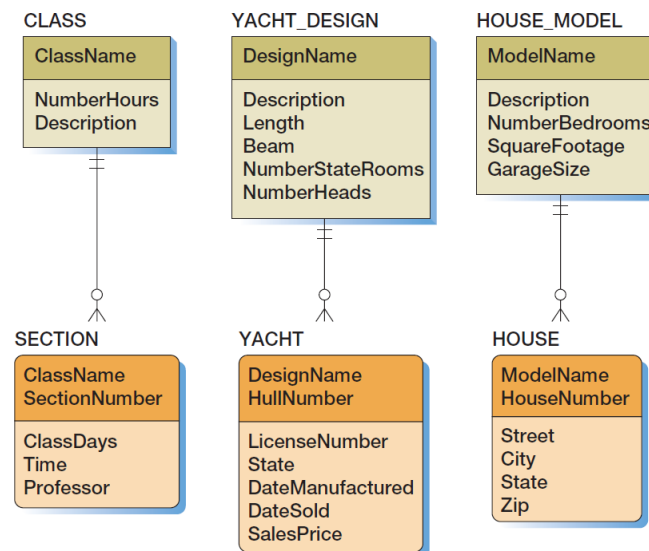 CLASS
ClassName
NumberHours
Description
YACHT_DESIGN
DesignName
Description
Length
Beam
NumberStateRooms
NumberHeads
HOUSE_MODEL
ModelName
Description
NumberBedrooms
SquareFootage
GarageSize
SECTION
ClassName
SectionNumber
ClassDays
Time
Professor
YACHT
DesignName
HullNumber
LicenseNumber
State
DateManufactured
DateSold
SalesPrice
HOUSE
ModelName
HouseNumber
Street
City
State
Zip